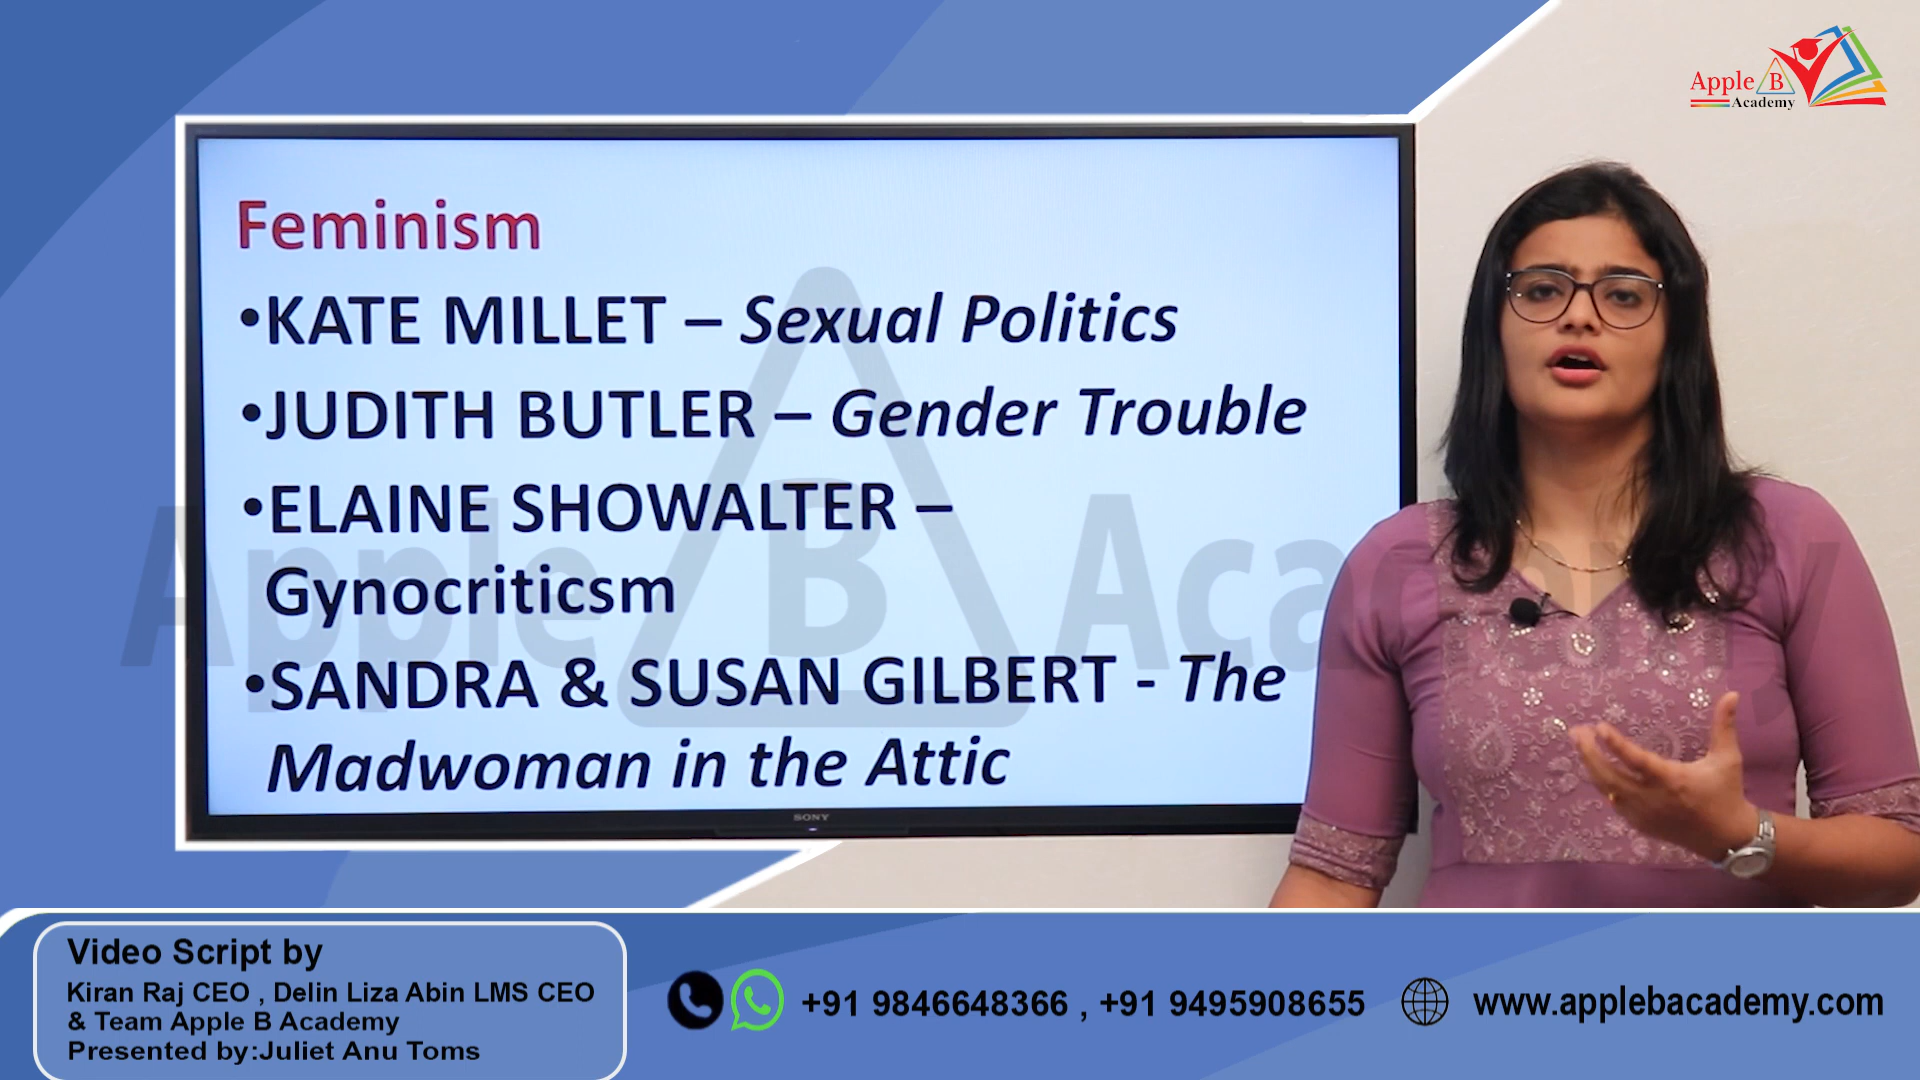 Apple B
Academy
Feminism
•KATE MILLET – Sexual Politics
•JUDITH BUTLER – Gender Trouble
•ELAINE SHOWALTER –
Gynocriticsm
•SANDRA & SUSAN GILBERT - The
Madwoman in the Attic
Apple B Academy
SONY
Video Script by
Kiran Raj CEO , Delin Liza Abin LMS CEO
& Team Apple B Academy
Presented by:Juliet Anu Toms
+91 9846648366 , +91 9495908655
www.applebacademy.com